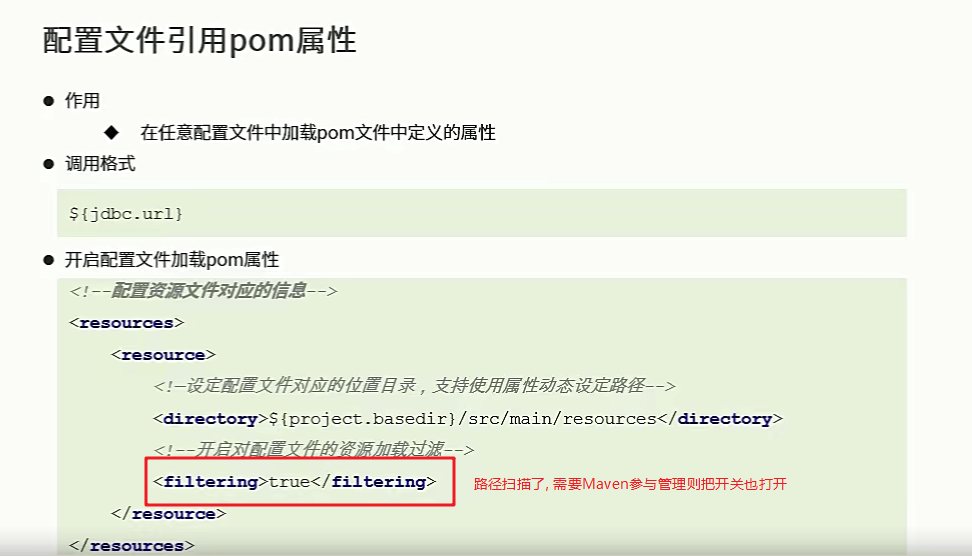 配置文件引用pom属性
● 作用
◆ 在任意配置文件中加载pom文件中定义的属性
● 调用格式
${jdbc.url}
● 开启配置文件加载pom属性
<!--配置资源文件对应的信息-->
<resources>
<resource>
<!—设定配置文件对应的位置目录，支持使用属性动态设定路径-->
<directory>${project.basedir}/src/main/resources</directory>
<!--开启对配置文件的资源加载过滤-->
<filtering>true</filtering> 路径扫描了, 需要Maven参与管理则把开关也打开
</resource>
</resources>